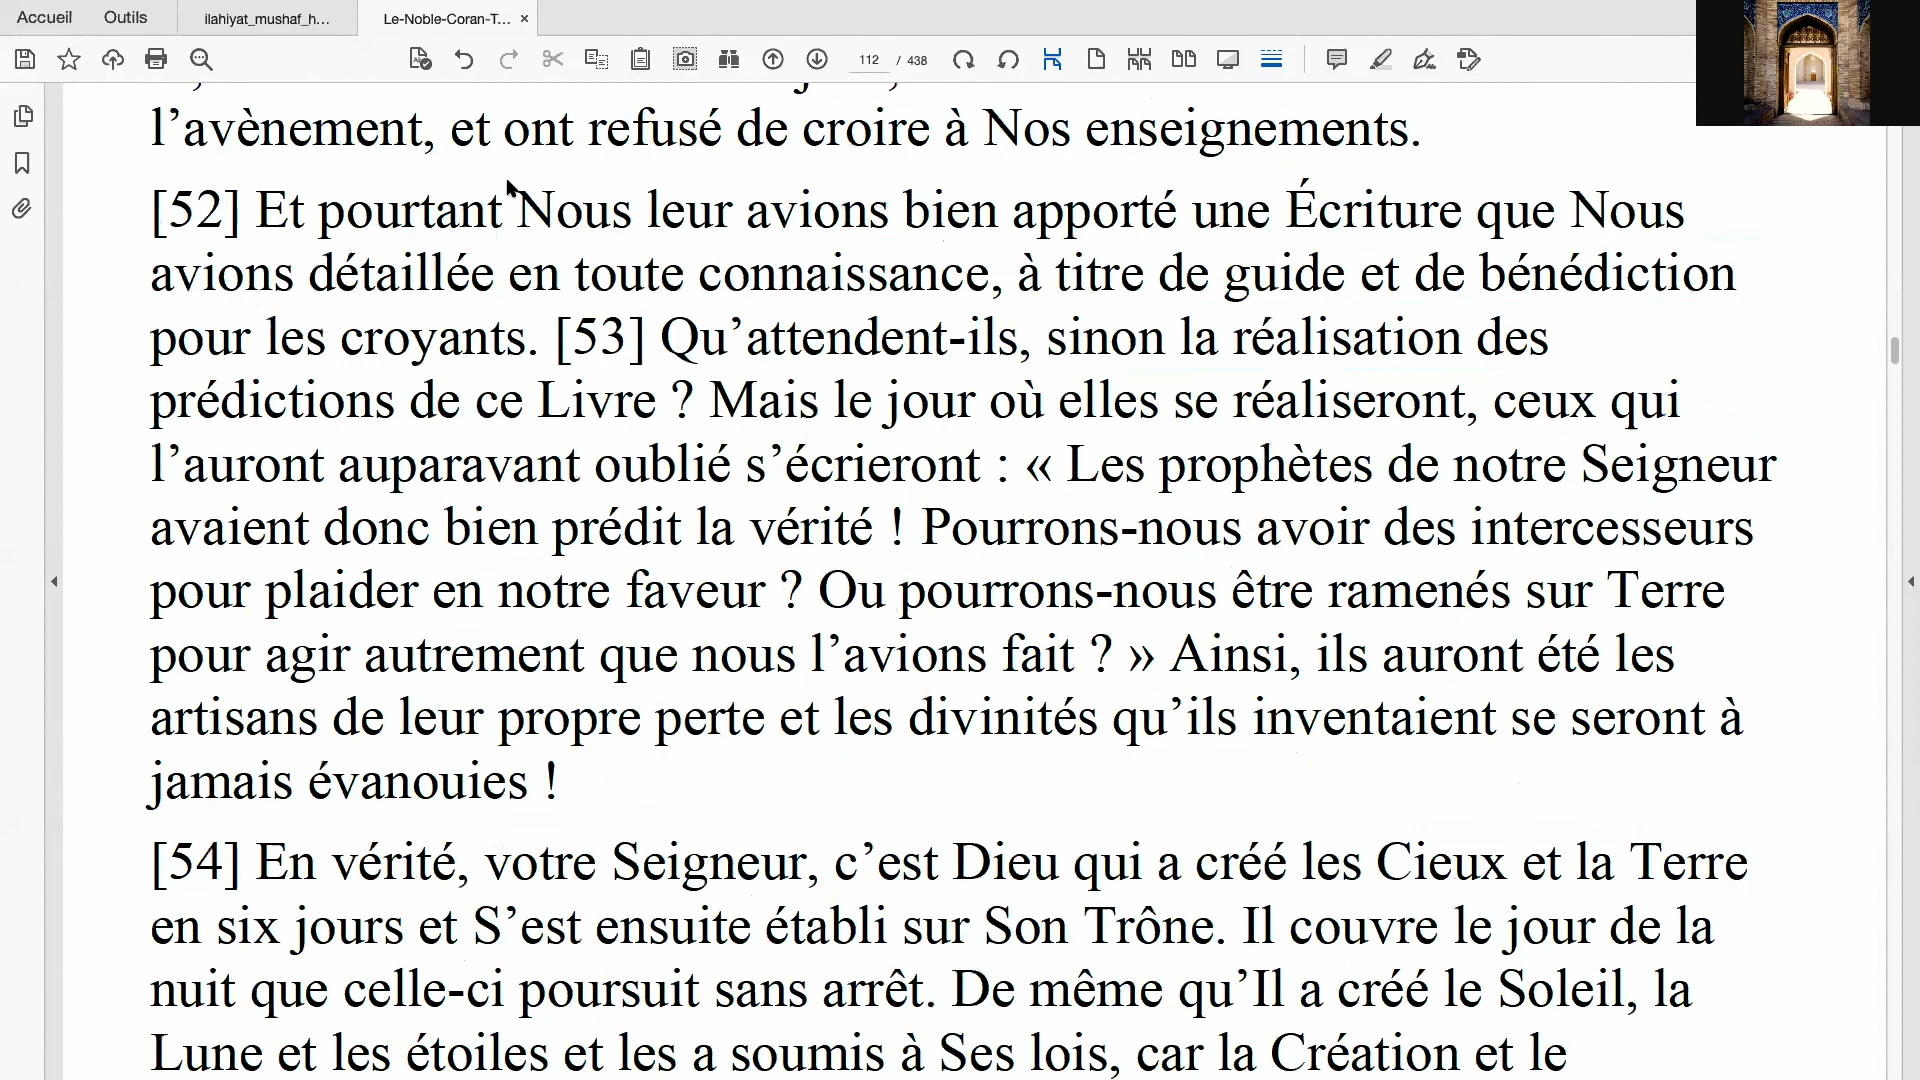 Accueil Outils ilahiyat_mushaf_h... Le-Noble-Coran-T... ×
112 / 438
l’avènement, et ont refusé de croire à Nos enseignements.
[52] Et pourtant Nous leur avions bien apporté une Écriture que Nous
avions détaillée en toute connaissance, à titre de guide et de bénédiction
pour les croyants. [53] Qu’attendent-ils, sinon la réalisation des
prédictions de ce Livre ? Mais le jour où elles se réaliseront, ceux qui
l’auront auparavant oublié s’écrieront : « Les prophètes de notre Seigneur
avaient donc bien prédit la vérité ! Pourrons-nous avoir des intercesseurs
pour plaider en notre faveur ? Ou pourrons-nous être ramenés sur Terre
pour agir autrement que nous l’avions fait ? » Ainsi, ils auront été les
artisans de leur propre perte et les divinités qu’ils inventaient se seront à
jamais évanouies !
[54] En vérité, votre Seigneur, c’est Dieu qui a créé les Cieux et la Terre
en six jours et S’est ensuite établi sur Son Trône. Il couvre le jour de la
nuit que celle-ci poursuit sans arrêt. De même qu’Il a créé le Soleil, la
Lune et les étoiles et les a soumis à Ses lois, car la Création et le